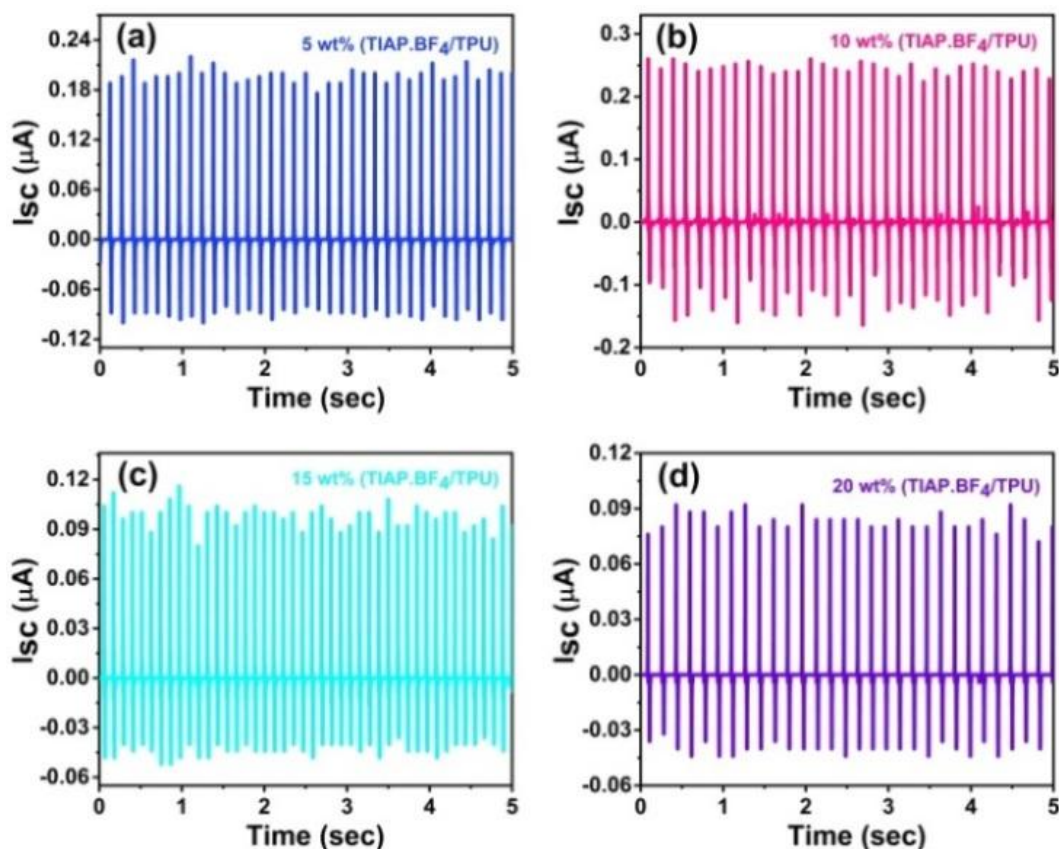 (a)
5 wt% (TIAP.BF₄/TPU)
0.24
0.18
0.12
0.06
0.00
-0.06
-0.12
Isc (μA)
0 1 2 3 4 5
Time (sec)
(b)
10 wt% (TIAP.BF₄/TPU)
0.3
0.2
0.1
0.0
-0.1
-0.2
Isc (μA)
0 1 2 3 4 5
Time (sec)
(c)
15 wt% (TIAP.BF₄/TPU)
0.12
0.09
0.06
0.03
0.00
-0.03
-0.06
Isc (μA)
0 1 2 3 4 5
Time (sec)
(d)
20 wt% (TIAP.BF₄/TPU)
0.12
0.09
0.06
0.03
0.00
-0.03
-0.06
Isc (μA)
0 1 2 3 4 5
Time (sec)